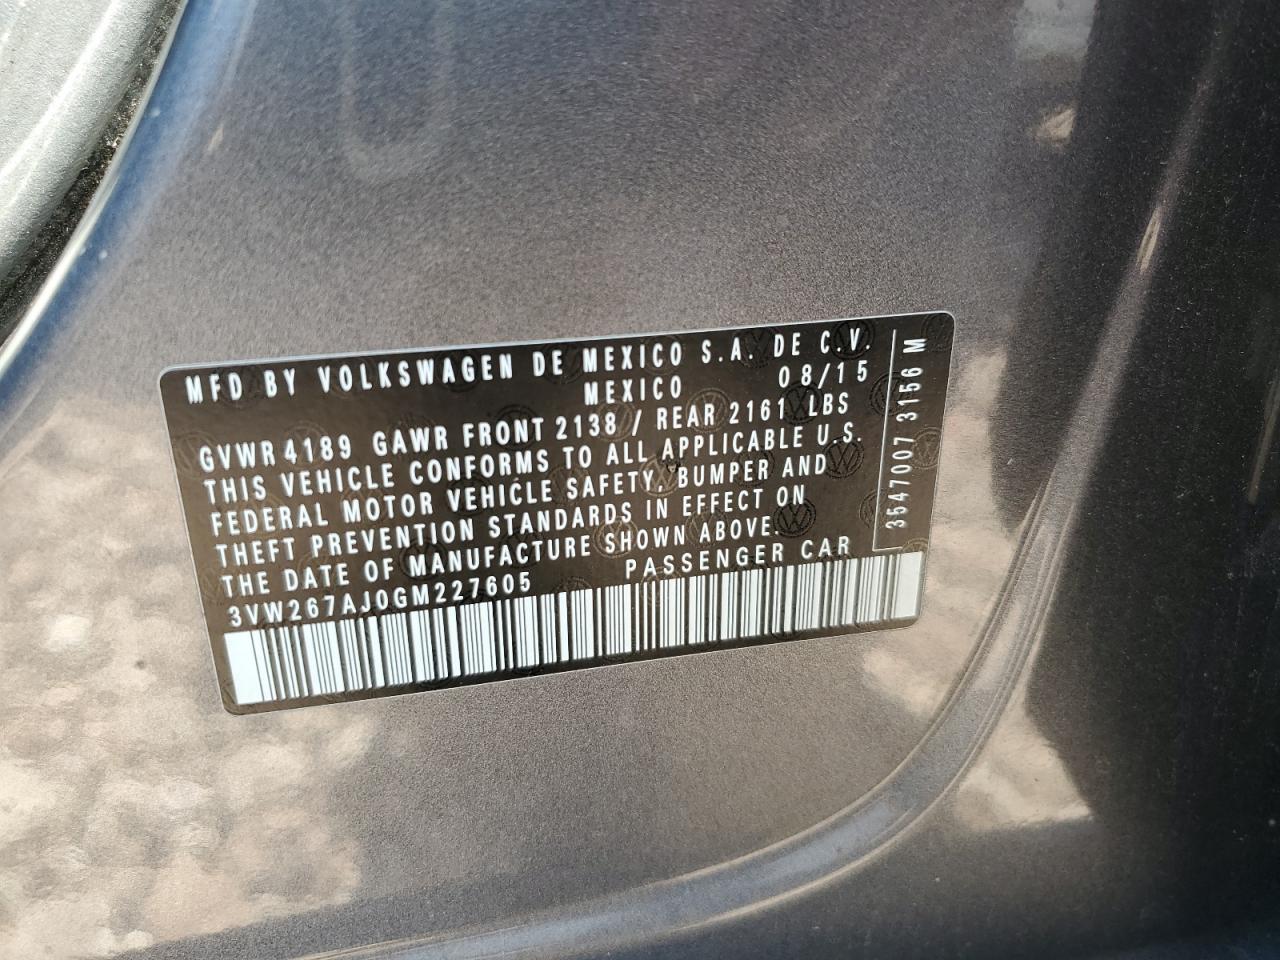 MFD BY VOLKSWAGEN DE MEXICO S.A. DE C.V.
MEXICO 08/15
GVWR 4189 GAWR FRONT 2138 / REAR 2161 LBS
THIS VEHICLE CONFORMS TO ALL APPLICABLE U.S.
FEDERAL MOTOR VEHICLE SAFETY, BUMPER AND
THEFT PREVENTION STANDARDS IN EFFECT ON
THE DATE OF MANUFACTURE SHOWN ABOVE.
3VW267AJ0GM227605 PASSENGER CAR
3547007 3156 M